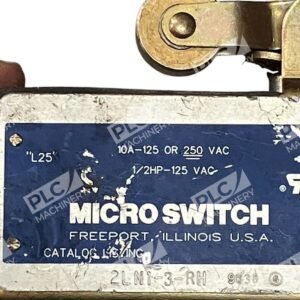 "L25"
10A-125 OR 250 VAC
1/2HP-125 VAC
MICRO SWITCH
FREEPORT, ILLINOIS U.S.A.
CATALOG LISTING
2LN1-3-RH
PLC
MACHINERY